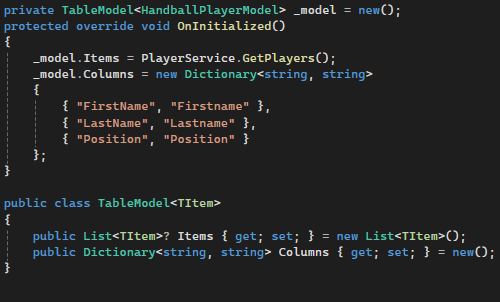 private TableModel<HandballPlayerModel> _model = new();
protected override void OnInitialized()
{
    _model.Items = PlayerService.GetPlayers();
    _model.Columns = new Dictionary<string, string>
    {
        { "FirstName", "Firstname" },
        { "LastName", "Lastname" },
        { "Position", "Position" }
    };
}

public class TableModel<TItem>
{
    public List<TItem>? Items { get; set; } = new List<TItem>();
    public Dictionary<string, string> Columns { get; set; } = new();
}